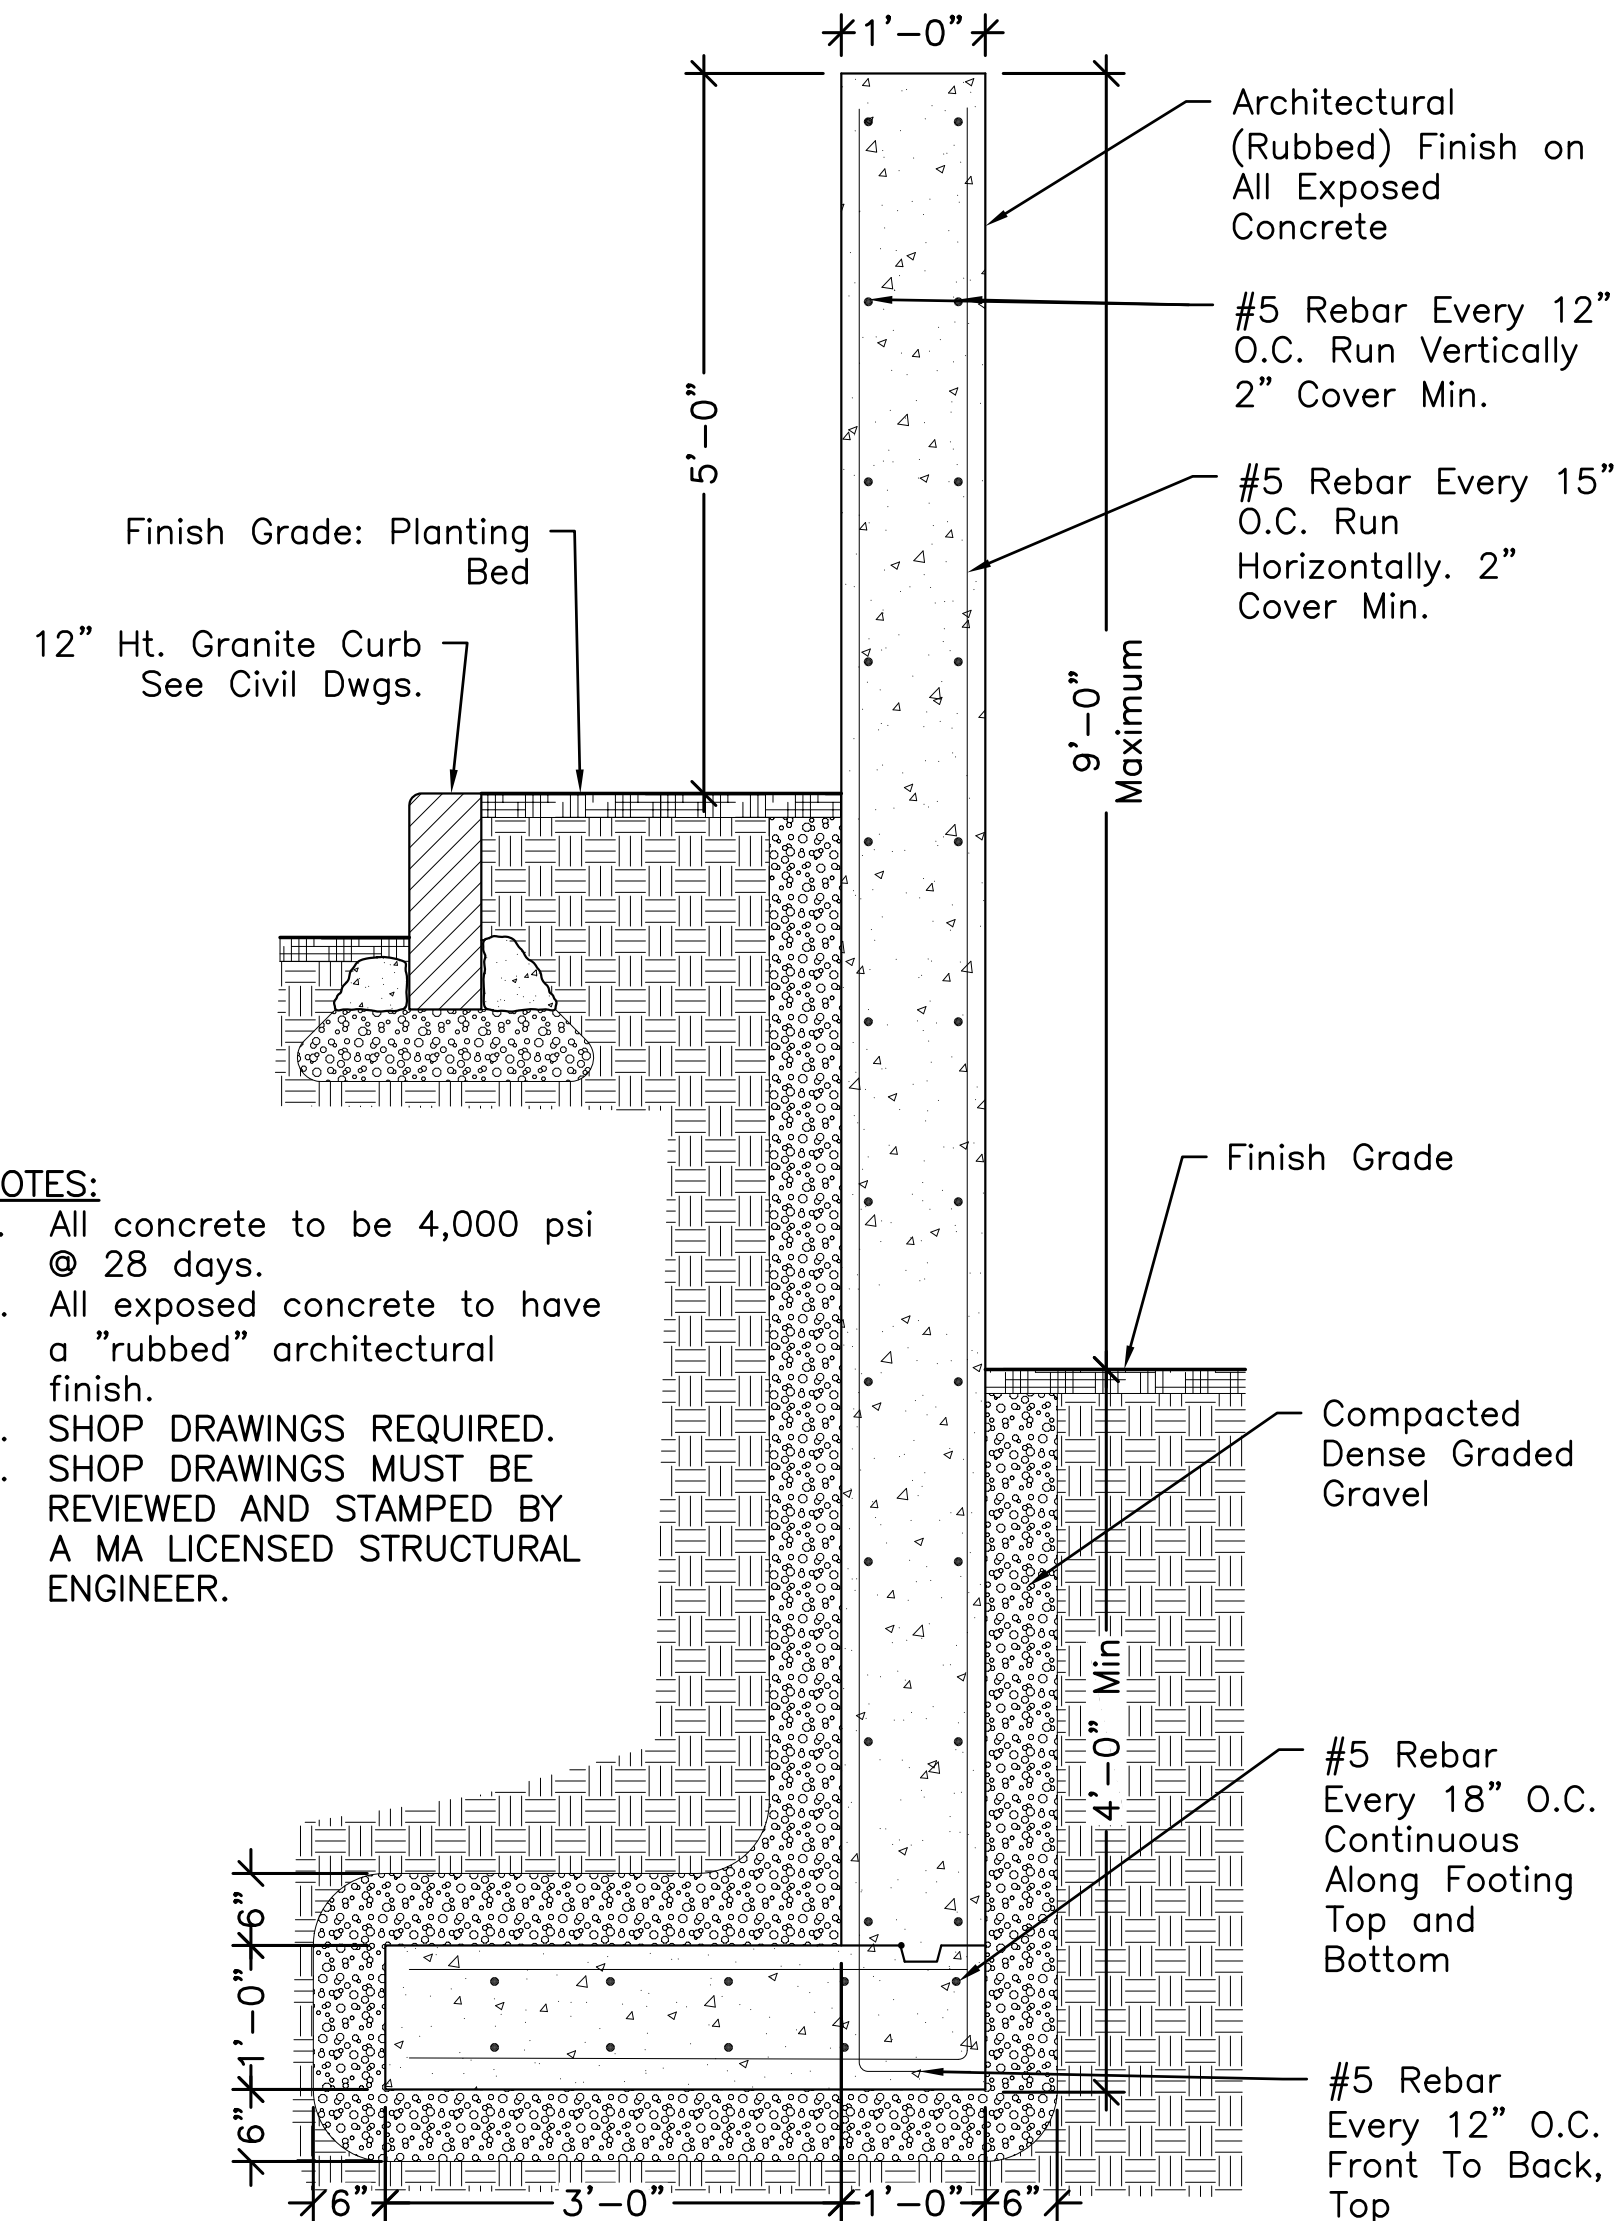 1'-0"
Architectural
(Rubbed) Finish on
All Exposed
Concrete
#5 Rebar Every 12"
O.C. Run Vertically
2" Cover Min.
5'-0"
#5 Rebar Every 15"
O.C. Run
Horizontally. 2"
Cover Min.
Finish Grade: Planting
Bed
12" Ht. Granite Curb
See Civil Dwgs.
9'-0"
Maximum
Finish Grade
OTES:
. All concrete to be 4,000 psi
@ 28 days.
. All exposed concrete to have
a "rubbed" architectural
finish.
. SHOP DRAWINGS REQUIRED.
. SHOP DRAWINGS MUST BE
REVIEWED AND STAMPED BY
A MA LICENSED STRUCTURAL
ENGINEER.
Compacted
Dense Graded
Gravel
4'-0" Min
#5 Rebar
Every 18" O.C.
Continuous
Along Footing
Top and
Bottom
6"
1'-0"
6"
#5 Rebar
Every 12" O.C.
Front To Back,
Top
6"
3'-0"
1'-0"
6"